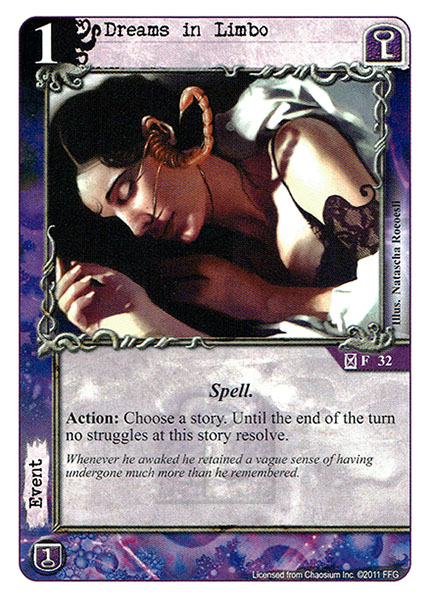 1
Dreams in Limbo
Illus. Natascha Roeoesli
F 32
Spell.
Action: Choose a story. Until the end of the turn
no struggles at this story resolve.
Whenever he awaked he retained a vague sense of having
undergone much more than he remembered.
Event
1
Licensed from Chaosium Inc. ©2011 FFG